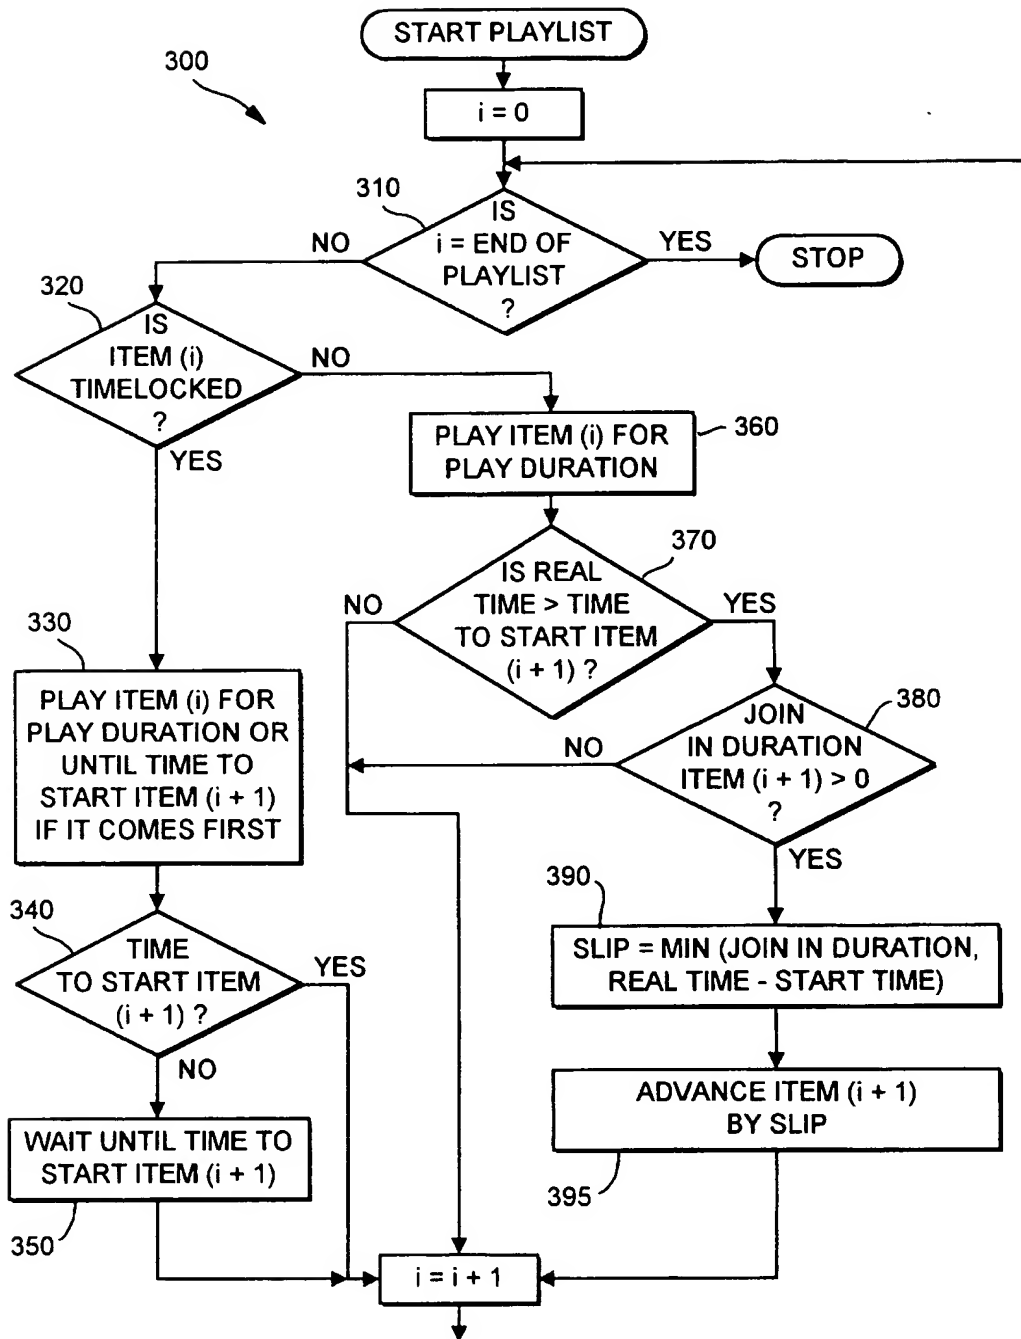 START PLAYLIST
300
i = 0
310
IS
i = END OF
PLAYLIST
?
NO
YES
STOP
320
IS
ITEM (i)
TIMELOCKED
?
NO
YES
PLAY ITEM (i) FOR
PLAY DURATION
360
370
IS REAL
TIME > TIME
TO START ITEM
(i + 1) ?
NO
YES
330
PLAY ITEM (i) FOR
PLAY DURATION OR
UNTIL TIME TO
START ITEM (i + 1)
IF IT COMES FIRST
380
JOIN
IN DURATION
ITEM (i + 1) > 0
?
NO
YES
340
TIME
TO START ITEM
(i + 1) ?
YES
NO
390
SLIP = MIN (JOIN IN DURATION,
REAL TIME - START TIME)
ADVANCE ITEM (i + 1)
BY SLIP
395
WAIT UNTIL TIME TO
START ITEM (i + 1)
350
i = i + 1